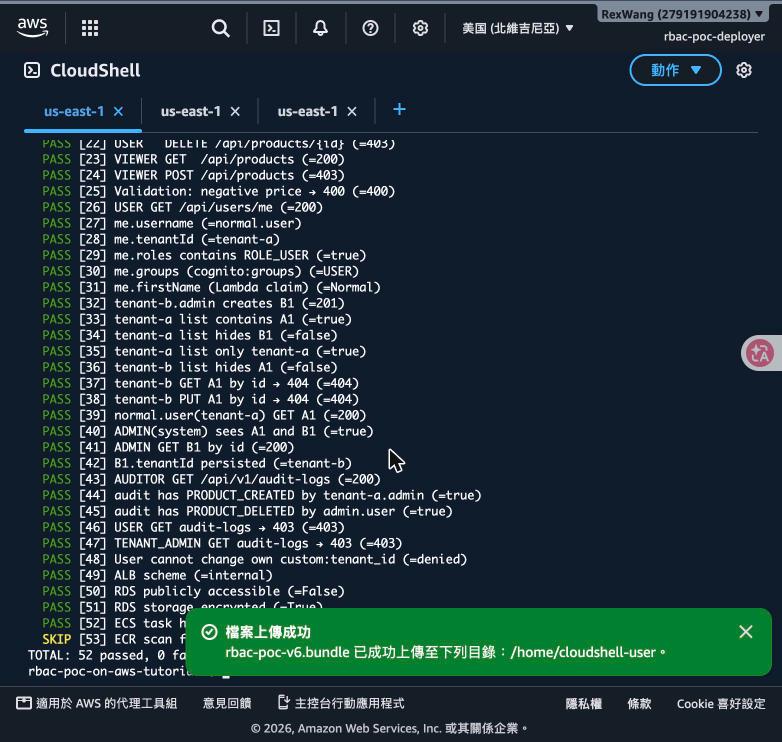 aws
美國 (北維吉尼亞) ▼
RexWang (279191904238) ▼
rbac-poc-deployer
CloudShell
動作 ▼
us-east-1 ×
us-east-1 ×
us-east-1 ×
+
PASS [22] USER   DELETE /api/products/{id} (=403)
PASS [23] VIEWER GET  /api/products (=200)
PASS [24] VIEWER POST /api/products (=403)
PASS [25] Validation: negative price → 400 (=400)
PASS [26] USER GET /api/users/me (=200)
PASS [27] me.username (=normal.user)
PASS [28] me.tenantId (=tenant-a)
PASS [29] me.roles contains ROLE_USER (=true)
PASS [30] me.groups (cognito:groups) (=USER)
PASS [31] me.firstName (Lambda claim) (=Normal)
PASS [32] tenant-b.admin creates B1 (=201)
PASS [33] tenant-a list contains A1 (=true)
PASS [34] tenant-a list hides B1 (=false)
PASS [35] tenant-a list only tenant-a (=true)
PASS [36] tenant-b list hides A1 (=false)
PASS [37] tenant-b GET A1 by id → 404 (=404)
PASS [38] tenant-b PUT A1 by id → 404 (=404)
PASS [39] normal.user(tenant-a) GET A1 (=200)
PASS [40] ADMIN(system) sees A1 and B1 (=true)
PASS [41] ADMIN GET B1 by id (=200)
PASS [42] B1.tenantId persisted (=tenant-b)
PASS [43] AUDITOR GET /api/v1/audit-logs (=200)
PASS [44] audit has PRODUCT_CREATED by tenant-a.admin (=true)
PASS [45] audit has PRODUCT_DELETED by admin.user (=true)
PASS [46] USER GET audit-logs → 403 (=403)
PASS [47] TENANT_ADMIN GET audit-logs → 403 (=403)
PASS [48] User cannot change own custom:tenant_id (=denied)
PASS [49] ALB scheme (=internal)
PASS [50] RDS publicly accessible (=False)
PASS [51] RDS storage encrypted (=True)
PASS [52] ECS task
SKIP [53] ECR scan
TOTAL: 52 passed, 0
rbac-poc-on-aws-tutori
檔案上傳成功
rbac-poc-v6.bundle 已成功上傳至下列目錄：/home/cloudshell-user。
適用於 AWS 的代理工具組 意見回饋 主控台行動應用程式 隱私權 條款 Cookie 喜好設定
© 2026, Amazon Web Services, Inc. 或其關係企業。